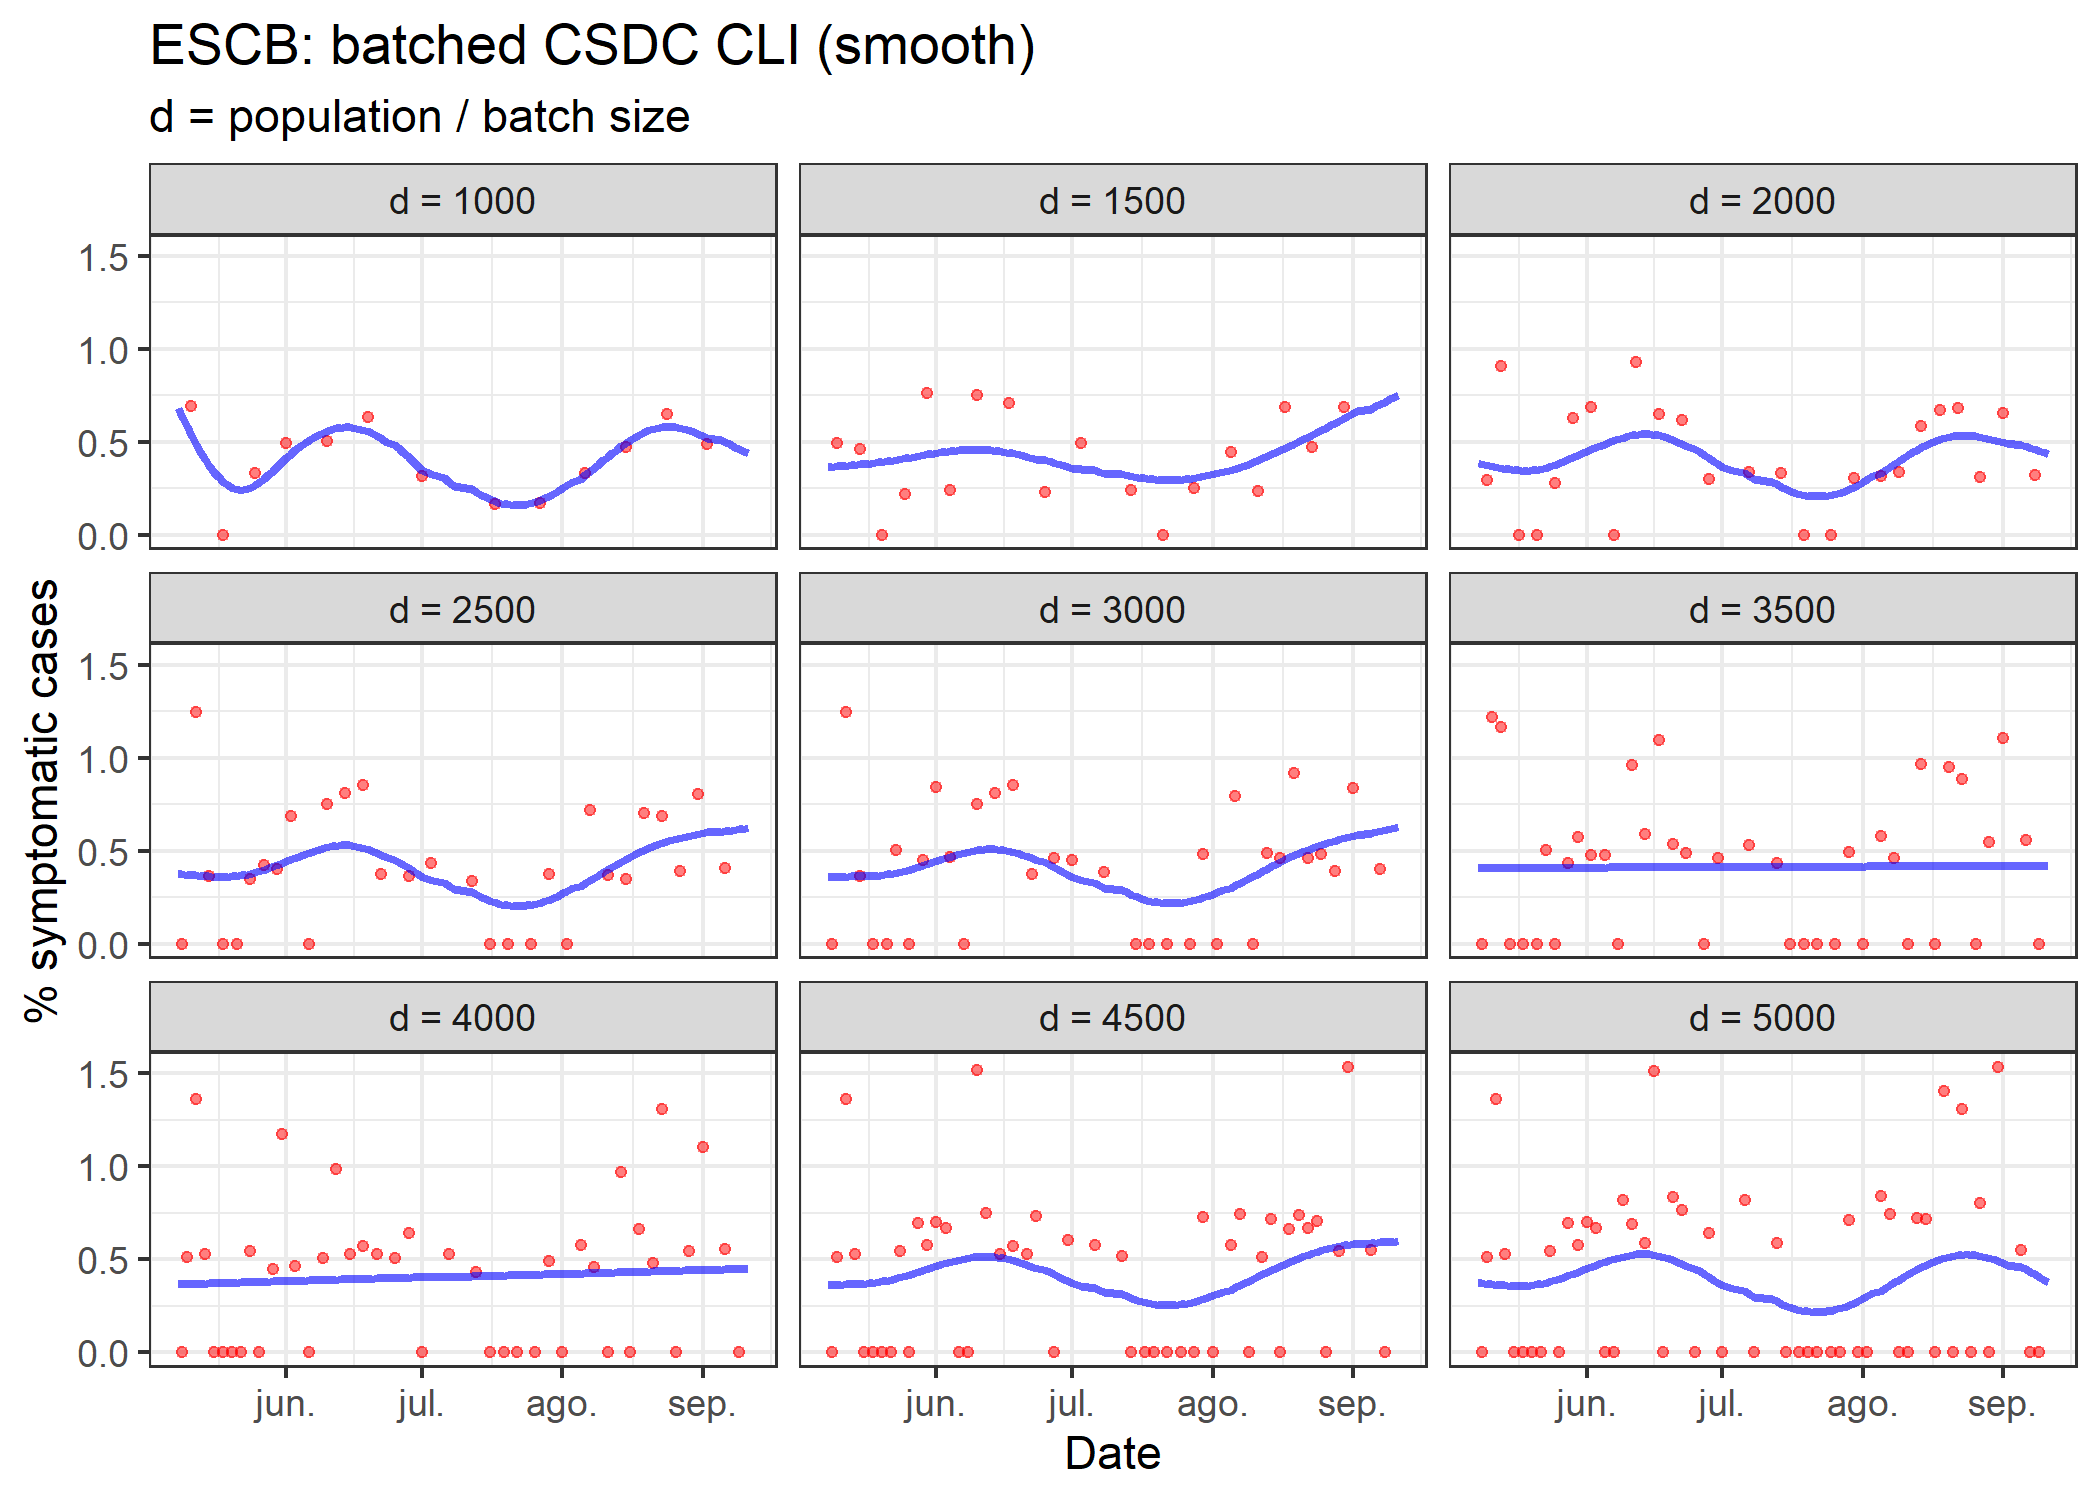 ESCB: batched CSDC CLI (smooth)
d = population / batch size
d = 1000
d = 1500
d = 2000
1.5
1.0
0.5
0.0
d = 2500
d = 3000
d = 3500
1.5
1.0
0.5
0.0
d = 4000
d = 4500
d = 5000
1.5
1.0
0.5
0.0
% symptomatic cases
jun. jul. ago. sep.
jun. jul. ago. sep.
jun. jul. ago. sep.
Date